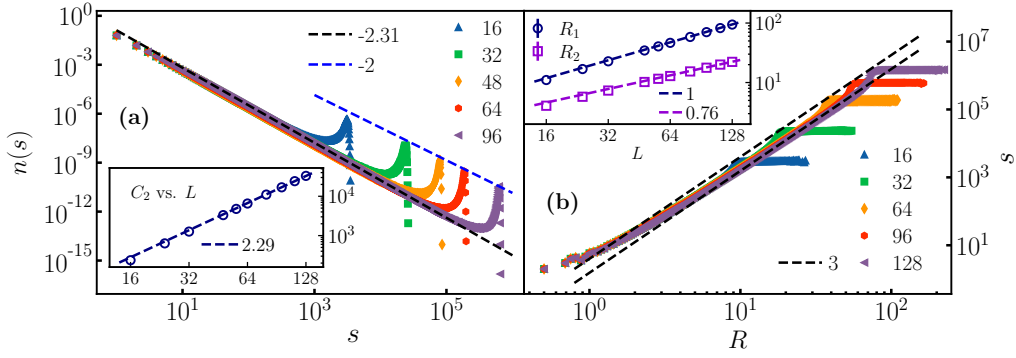 10^0
10^-3
10^-6
10^-9
10^-12
10^-15
n(s)
(a)
-2.31
-2
16
32
48
64
96
C_2 vs. L
2.29
10^4
10^3
16 32 64 128
10^1 10^3 10^5
s
R_1
R_2
1
0.76
10^2
10^1
16 32 64 128
L
(b)
3
16
32
64
96
128
10^7
10^5
10^3
10^1
s
10^0 10^1 10^2
R